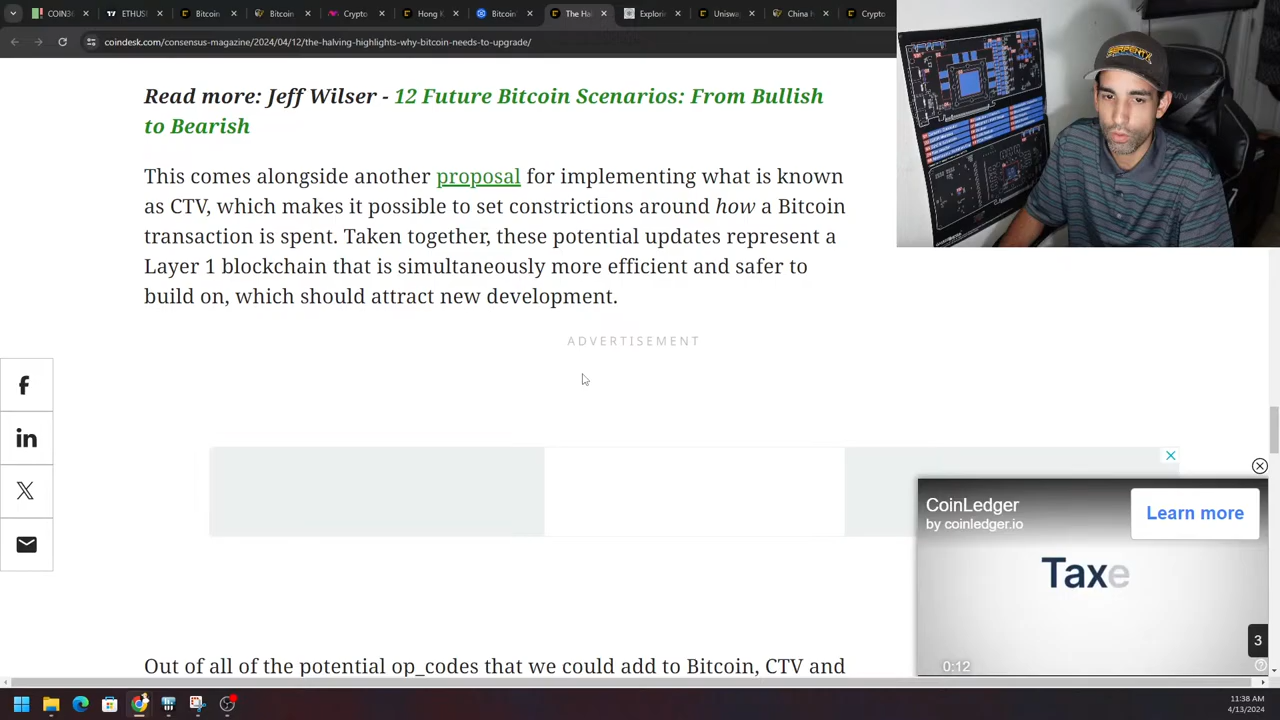 COIN36
ETHUSI
Bitcoin
Bitcoin
Crypto
Hong K
Bitcoin
The Hal
Explorin
Uniswa
China h
Crypto
coindesk.com/consensus-magazine/2024/04/12/the-halving-highlights-why-bitcoin-needs-to-upgrade/
SERPENTX
Read more: Jeff Wilser - 12 Future Bitcoin Scenarios: From Bullish
to Bearish
This comes alongside another proposal for implementing what is known
as CTV, which makes it possible to set constrictions around how a Bitcoin
transaction is spent. Taken together, these potential updates represent a
Layer 1 blockchain that is simultaneously more efficient and safer to
build on, which should attract new development.
ADVERTISEMENT
CoinLedger
by coinledger.io
Learn more
Taxe
3
0:12
Out of all of the potential op_codes that we could add to Bitcoin, CTV and
11:38 AM
4/13/2024